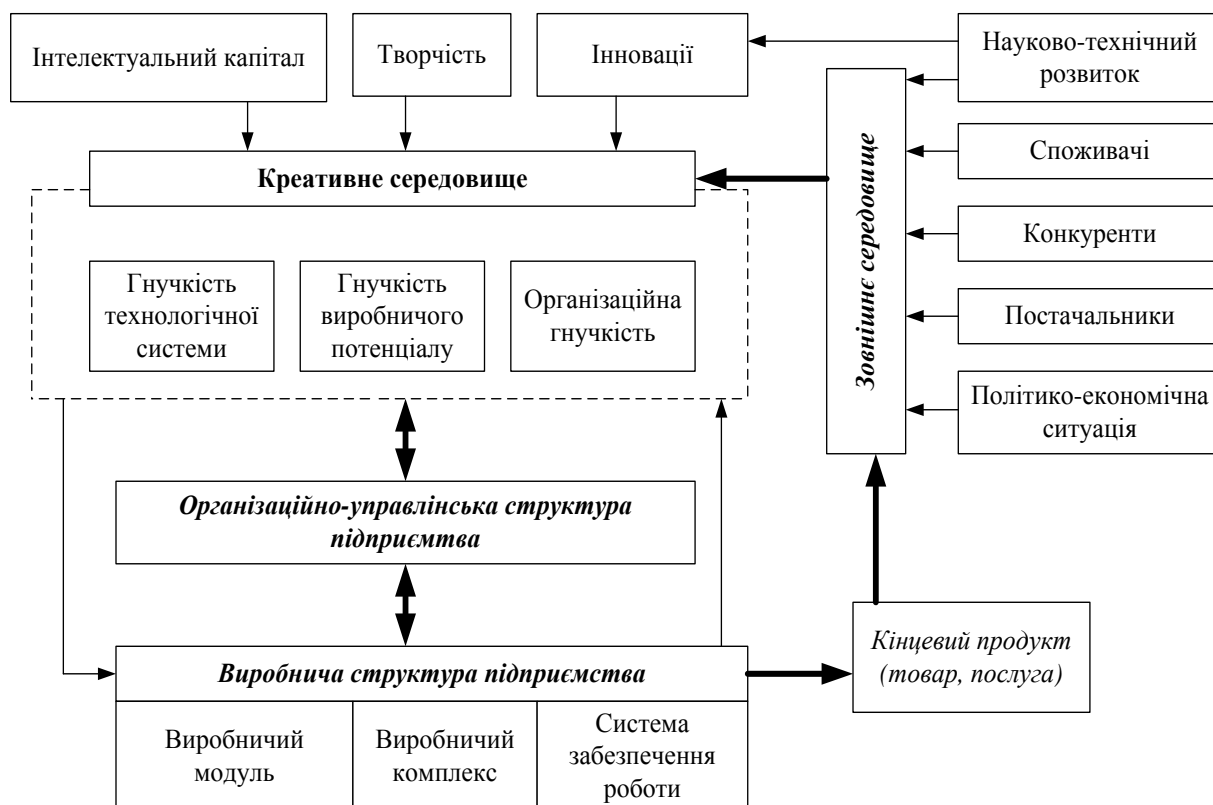 Інтелектуальний капітал
Творчість
Інновації
Науково-технічний
розвиток
Креативне середовище
Зовнішнє середовище
Споживачі
Конкуренти
Постачальники
Політико-економічна
ситуація
Гнучкість
технологічної
системи
Гнучкість
виробничого
потенціалу
Організаційна
гнучкість
Організаційно-управлінська структура
підприємтва
Виробнича структура підприємства
Виробничий
модуль
Виробничий
комплекс
Система
забезпечення
роботи
Кінцевий продукт
(товар, послуга)